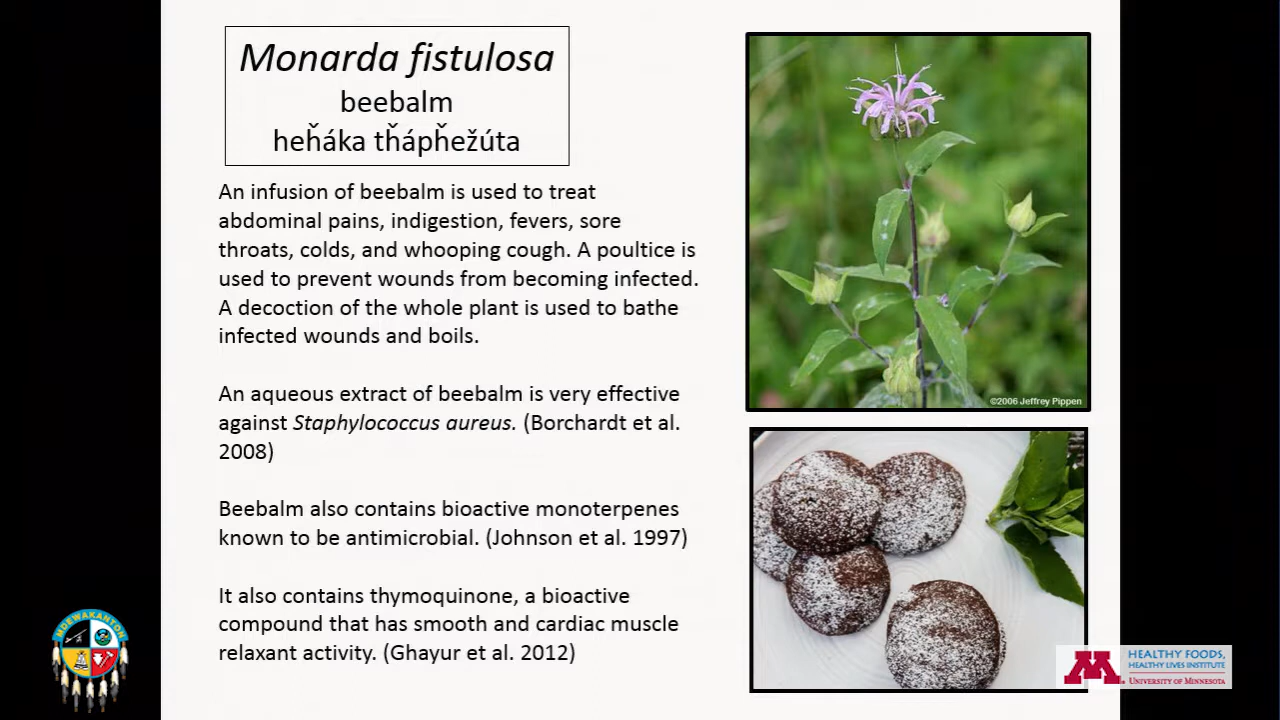 Monarda fistulosa
beebalm
heȟáka tȟápȟežúta
An infusion of beebalm is used to treat
abdominal pains, indigestion, fevers, sore
throats, colds, and whooping cough. A poultice is
used to prevent wounds from becoming infected.
A decoction of the whole plant is used to bathe
infected wounds and boils.
An aqueous extract of beebalm is very effective
against Staphylococcus aureus. (Borchardt et al.
2008)
Beebalm also contains bioactive monoterpenes
known to be antimicrobial. (Johnson et al. 1997)
It also contains thymoquinone, a bioactive
compound that has smooth and cardiac muscle
relaxant activity. (Ghayur et al. 2012)
©2006 Jeffrey Pippen
MDEWAKANTON
M
HEALTHY FOODS,
HEALTHY LIVES INSTITUTE
UNIVERSITY OF MINNESOTA